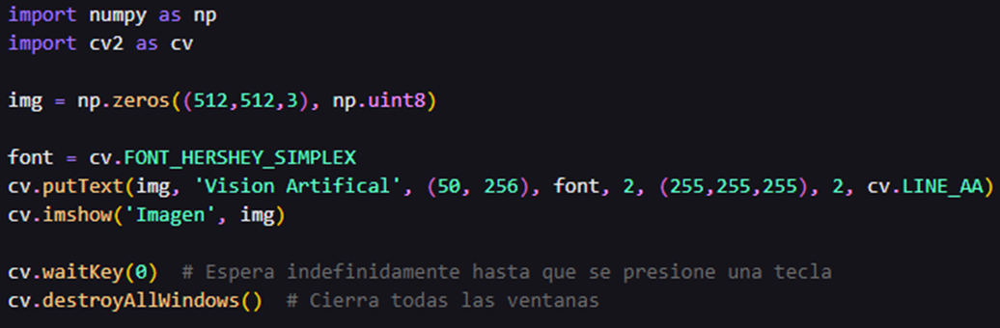 import numpy as np
import cv2 as cv
img = np.zeros((512,512,3), np.uint8)
font = cv.FONT_HERSHEY_SIMPLEX
cv.putText(img, 'Vision Artifical', (50, 256), font, 2, (255,255,255), 2, cv.LINE_AA)
cv.imshow('Imagen', img)
cv.waitKey(0)  # Espera indefinidamente hasta que se presione una tecla
cv.destroyAllWindows()  # Cierra todas las ventanas